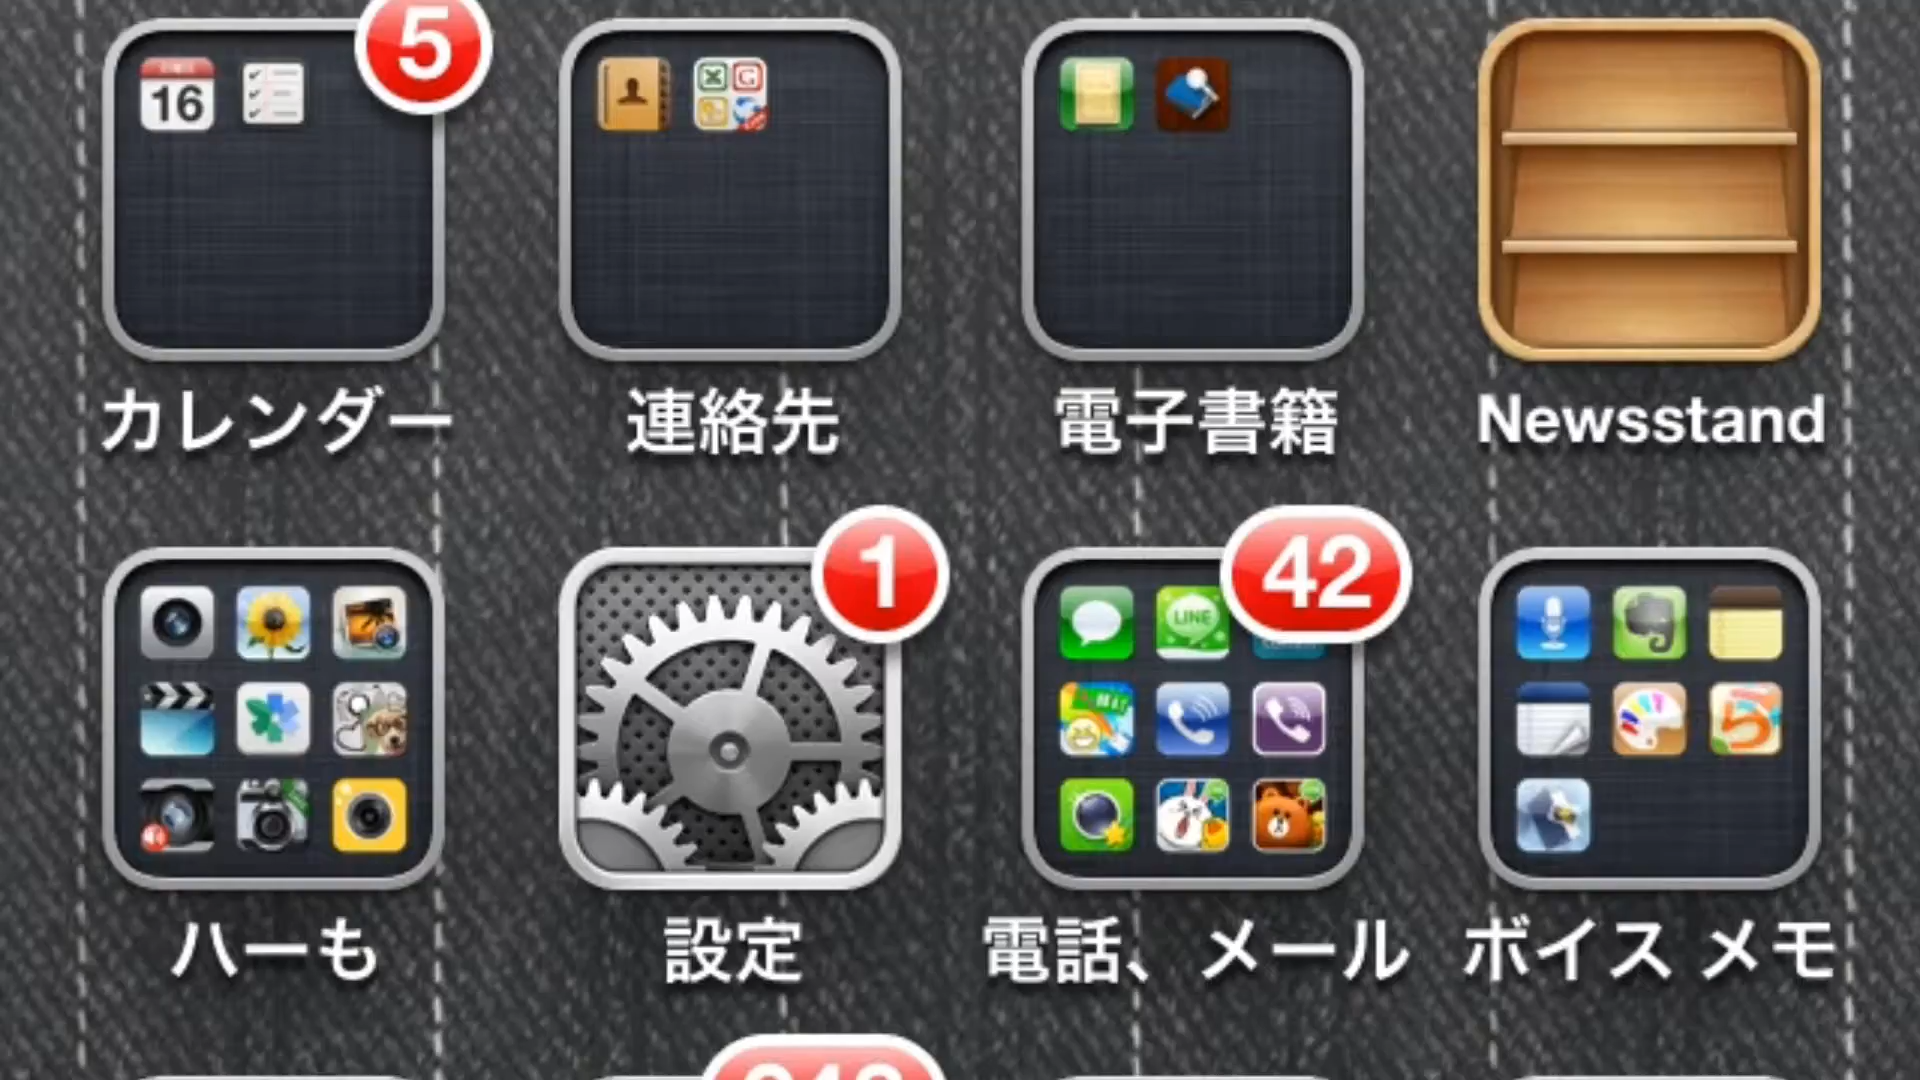 5
16
カレンダー
連絡先
電子書籍
Newsstand
1
42
LINE
ハーも
設定
電話、メール
ボイス メモ